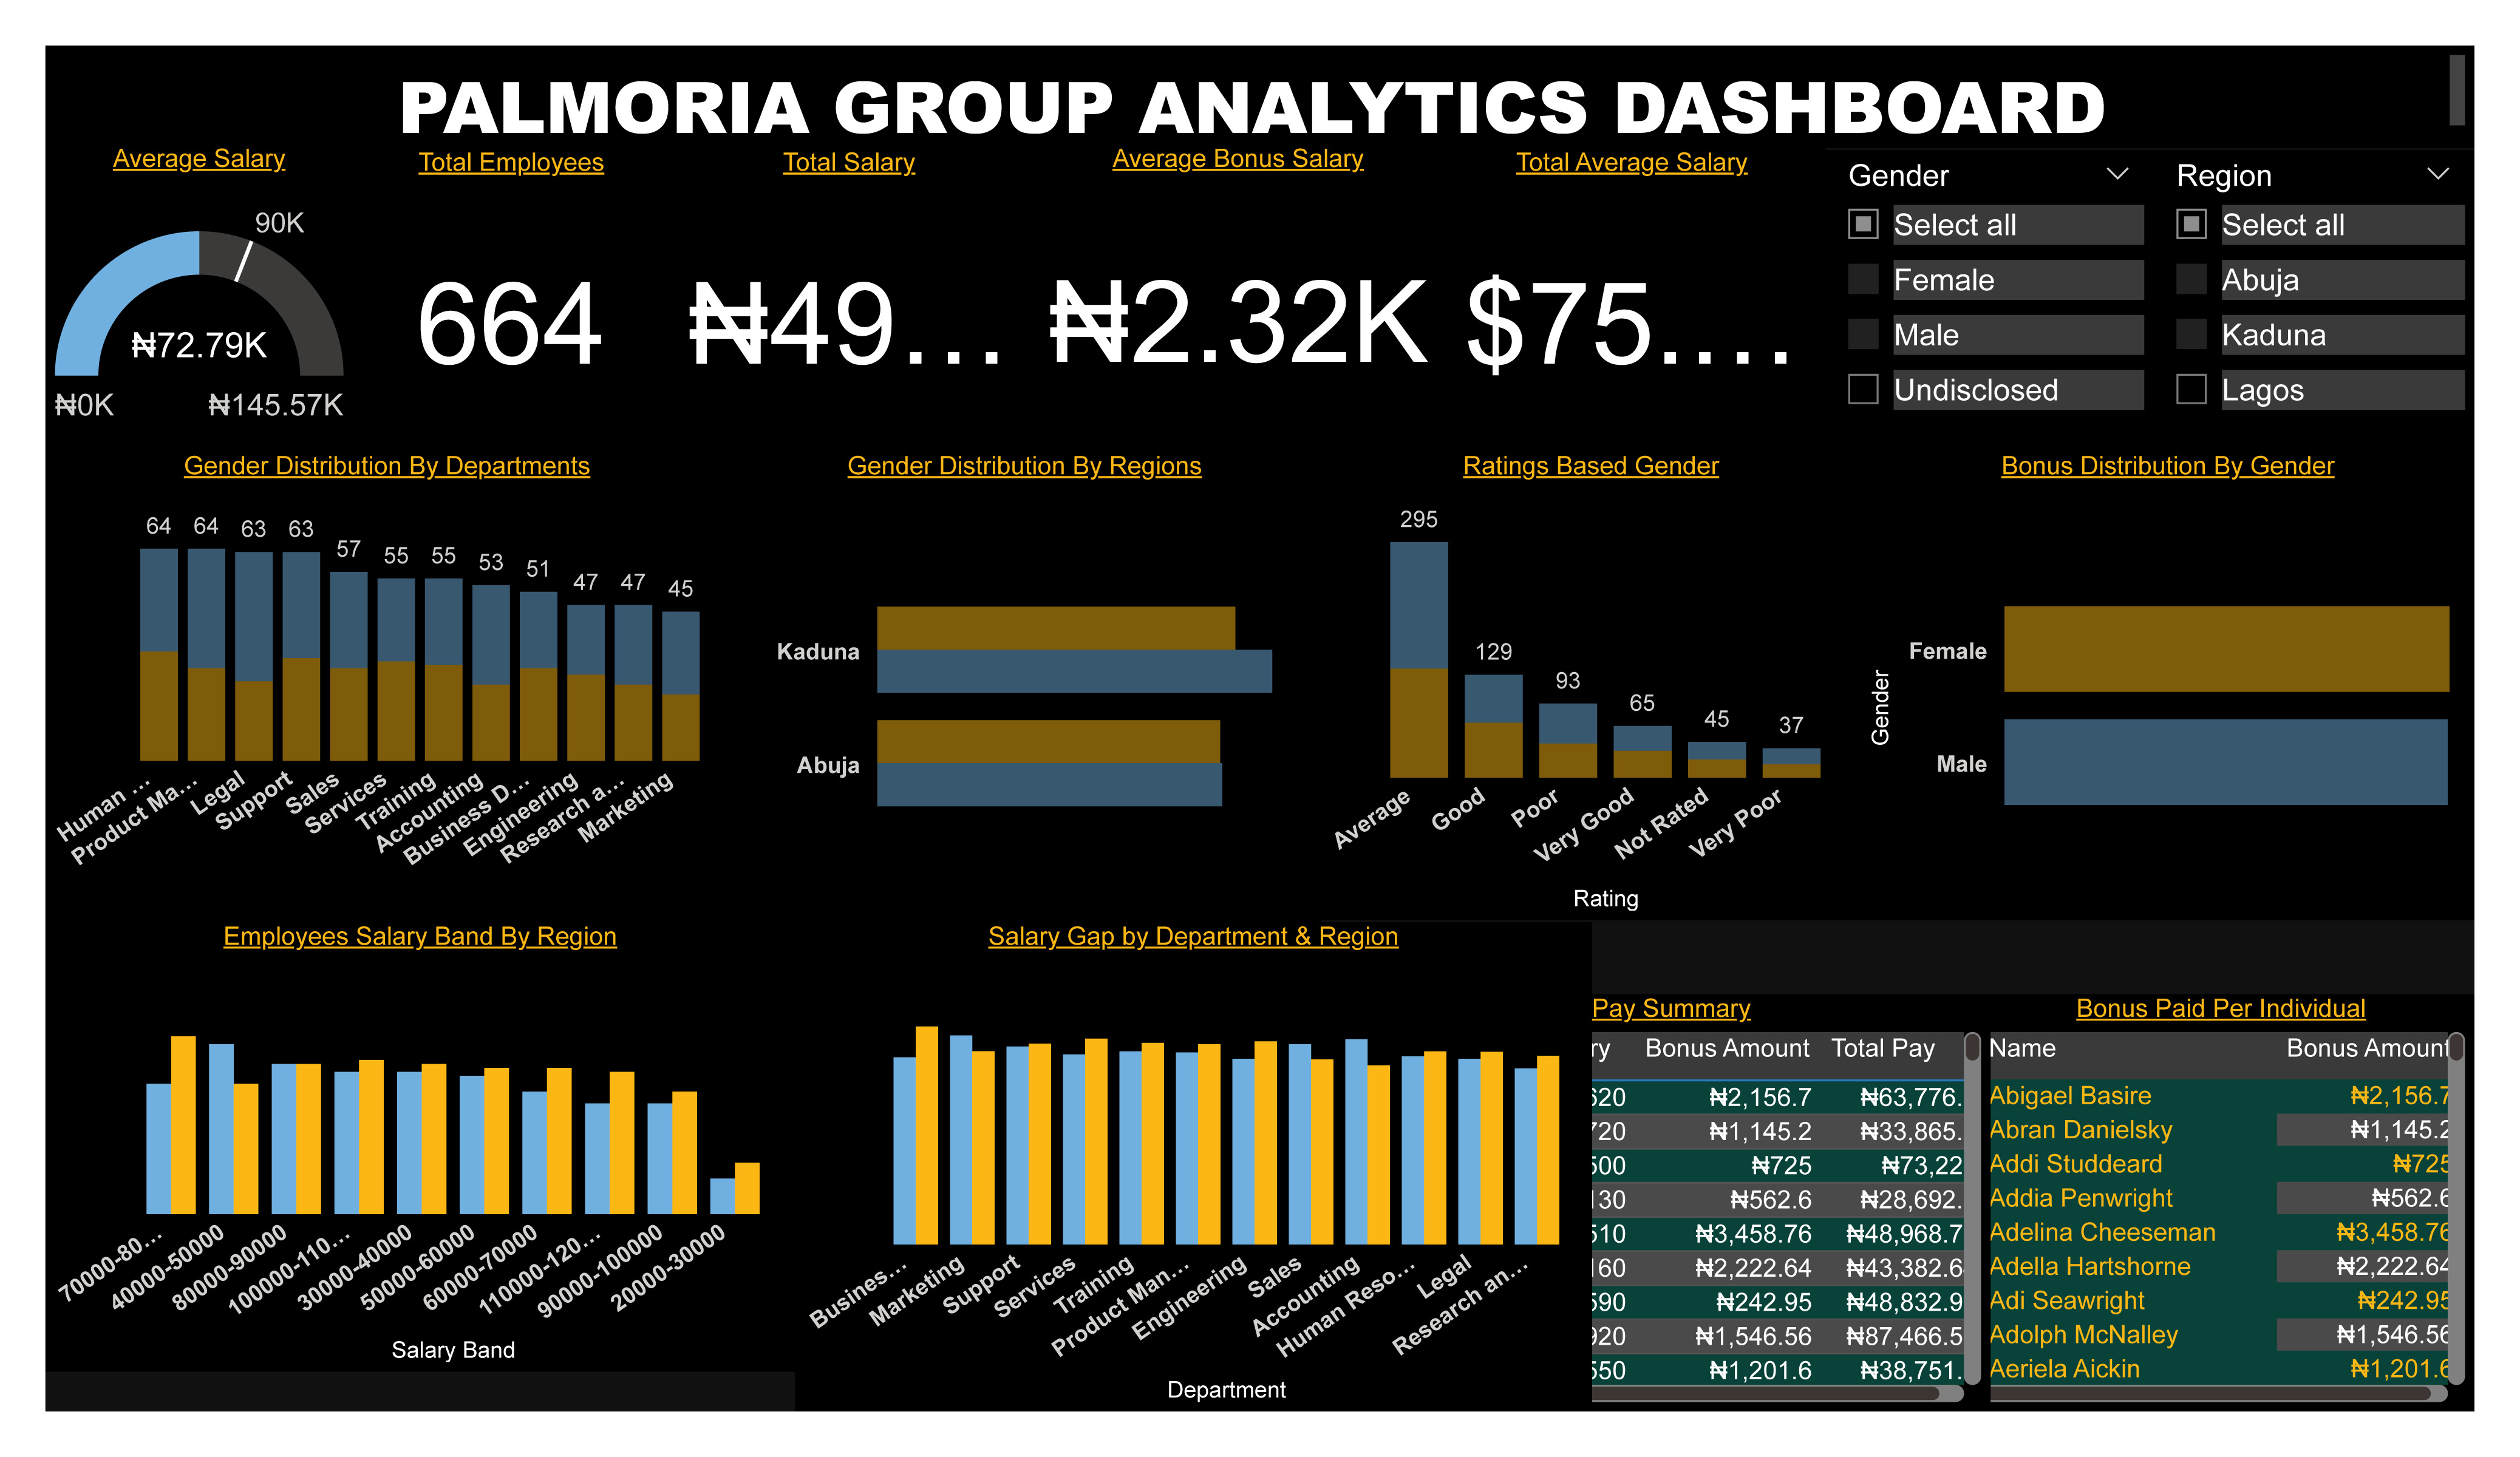 PALMORIA GROUP ANALYTICS DASHBOARD
Average Salary
Total Employees
Total Salary
Average Bonus Salary
Total Average Salary
Gender
Region
90K
₦72.79K
₦0K
₦145.57K
664
₦49...
₦2.32K
$75....
Select all
Female
Male
Undisclosed
Select all
Abuja
Kaduna
Lagos
Gender Distribution By Departments
64 64 63 63 57 55 55 53 51 47 47 45
Human ...
Product Ma...
Legal
Support
Sales
Services
Training
Accounting
Business D...
Engineering
Research a...
Marketing
Gender Distribution By Regions
Kaduna
Abuja
Ratings Based Gender
295 129 93 65 45 37
Average
Good
Poor
Very Good
Not Rated
Very Poor
Rating
Bonus Distribution By Gender
Gender
Female
Male
Employees Salary Band By Region
70000-80...
40000-50000
80000-90000
100000-110...
30000-40000
50000-60000
60000-70000
110000-120...
90000-100000
20000-30000
Salary Band
Salary Gap by Department & Region
Busines...
Marketing
Support
Services
Training
Product Man...
Engineering
Sales
Accounting
Human Reso...
Legal
Research an...
Department
Pay Summary
ry Bonus Amount Total Pay
620 ₦2,156.7 ₦63,776.
720 ₦1,145.2 ₦33,865.
500 ₦725 ₦73,22
130 ₦562.6 ₦28,692.
510 ₦3,458.76 ₦48,968.7
160 ₦2,222.64 ₦43,382.6
590 ₦242.95 ₦48,832.9
920 ₦1,546.56 ₦87,466.5
550 ₦1,201.6 ₦38,751.
Bonus Paid Per Individual
Name Bonus Amount
Abigael Basire ₦2,156.7
Abran Danielsky ₦1,145.2
Addi Studdeard ₦725
Addia Penwright ₦562.6
Adelina Cheeseman ₦3,458.76
Adella Hartshorne ₦2,222.64
Adi Seawright ₦242.95
Adolph McNalley ₦1,546.56
Aeriela Aickin ₦1,201.6